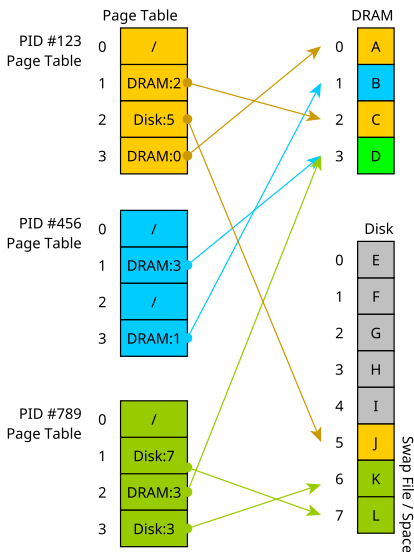 Page Table
PID #123
Page Table
0 /
1 DRAM:2
2 Disk:5
3 DRAM:0
PID #456
Page Table
0 /
1 DRAM:3
2 /
3 DRAM:1
PID #789
Page Table
0 /
1 Disk:7
2 DRAM:3
3 Disk:3
DRAM
0 A
1 B
2 C
3 D
Disk
0 E
1 F
2 G
3 H
4 I
5 J
6 K
7 L
Swap File / Space